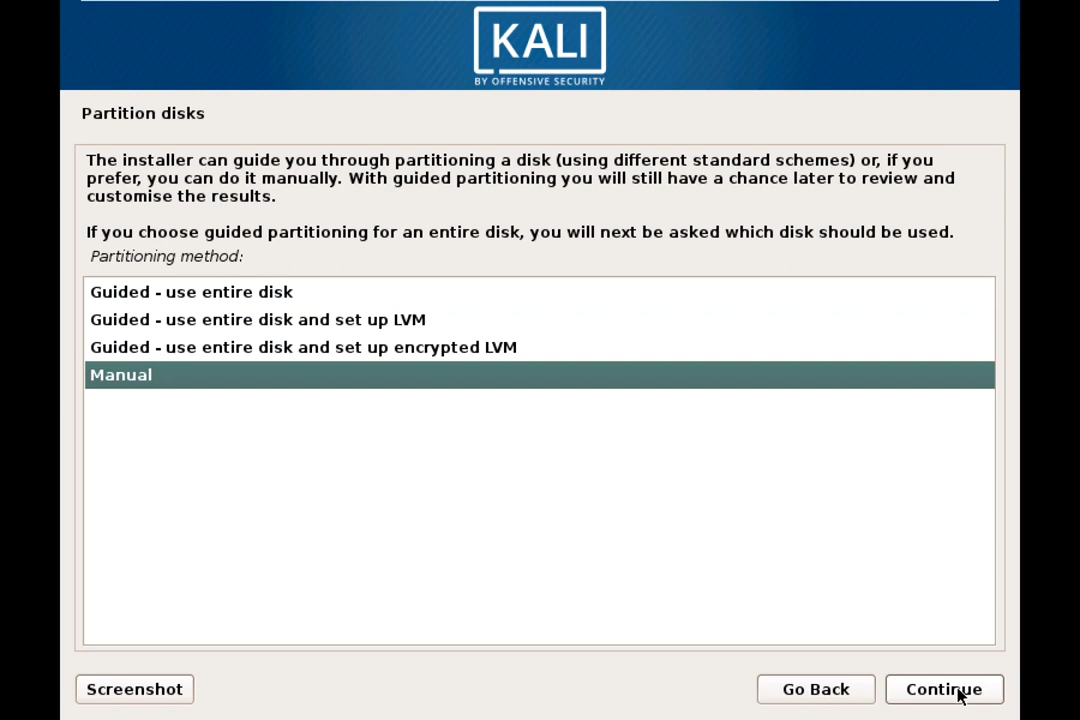 KALI
BY OFFENSIVE SECURITY
Partition disks
The installer can guide you through partitioning a disk (using different standard schemes) or, if you
prefer, you can do it manually. With guided partitioning you will still have a chance later to review and
customise the results.
If you choose guided partitioning for an entire disk, you will next be asked which disk should be used.
Partitioning method:
Guided - use entire disk
Guided - use entire disk and set up LVM
Guided - use entire disk and set up encrypted LVM
Manual
Screenshot
Go Back
Continue